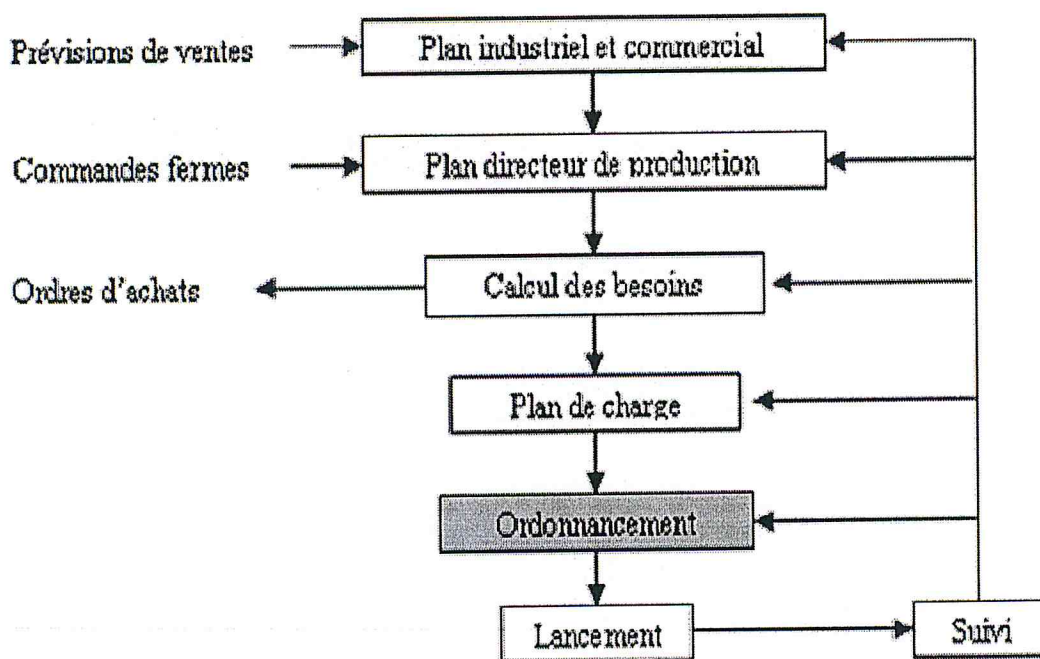 Prévisions de ventes
Plan industriel et commercial
Commandes fermes
Plan directeur de production
Ordres d'achats
Calcul des besoins
Plan de charge
Ordonnancement
Lancement
Suivi